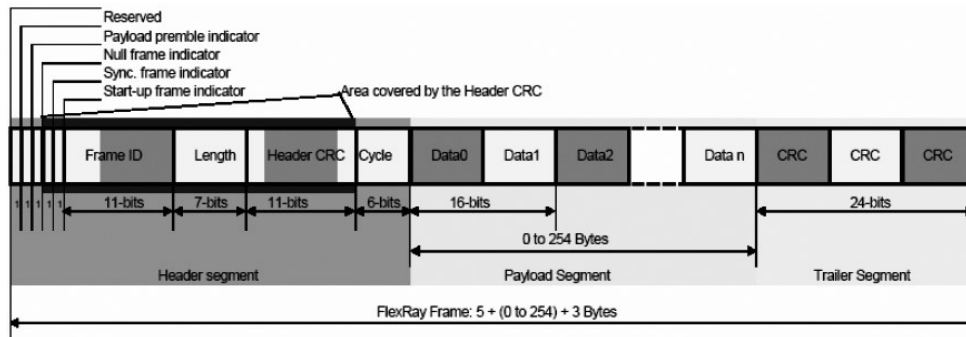 Reserved
Payload premble indicator
Null frame indicator
Sync. frame indicator
Start-up frame indicator
Area covered by the Header CRC
Frame ID Length Header CRC Cycle Data0 Data1 Data2 Data n CRC CRC CRC
1 1 1 1 1 11-bits 7-bits 11-bits 6-bits 16-bits 24-bits
0 to 254 Bytes
Header segment Payload Segment Trailer Segment
FlexRay Frame: 5 + (0 to 254) + 3 Bytes